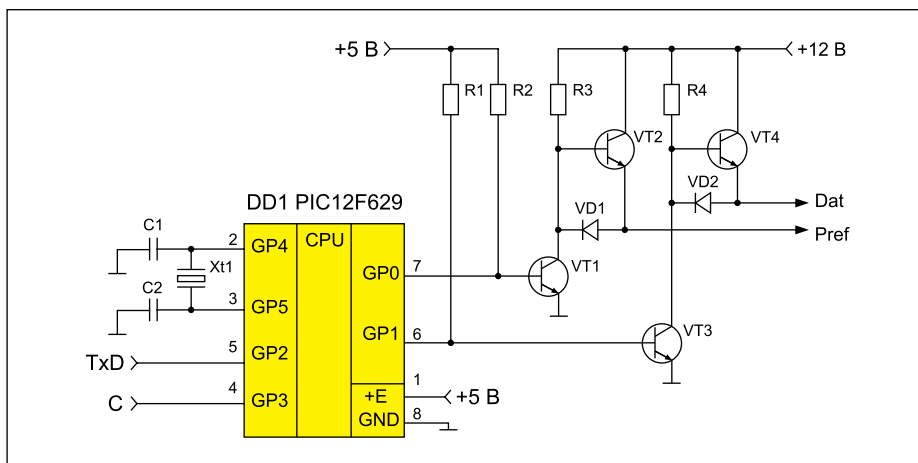 +5 В
+12 В
R1
R2
R3
R4
VT2
VT4
VD2
Dat
VD1
Pref
DD1 PIC12F629
C1
2
GP4
CPU
Xt1
GP0
7
VT1
C2
3
GP5
GP1
6
VT3
TxD
5
GP2
C
4
GP3
+E
1
+5 В
GND
8